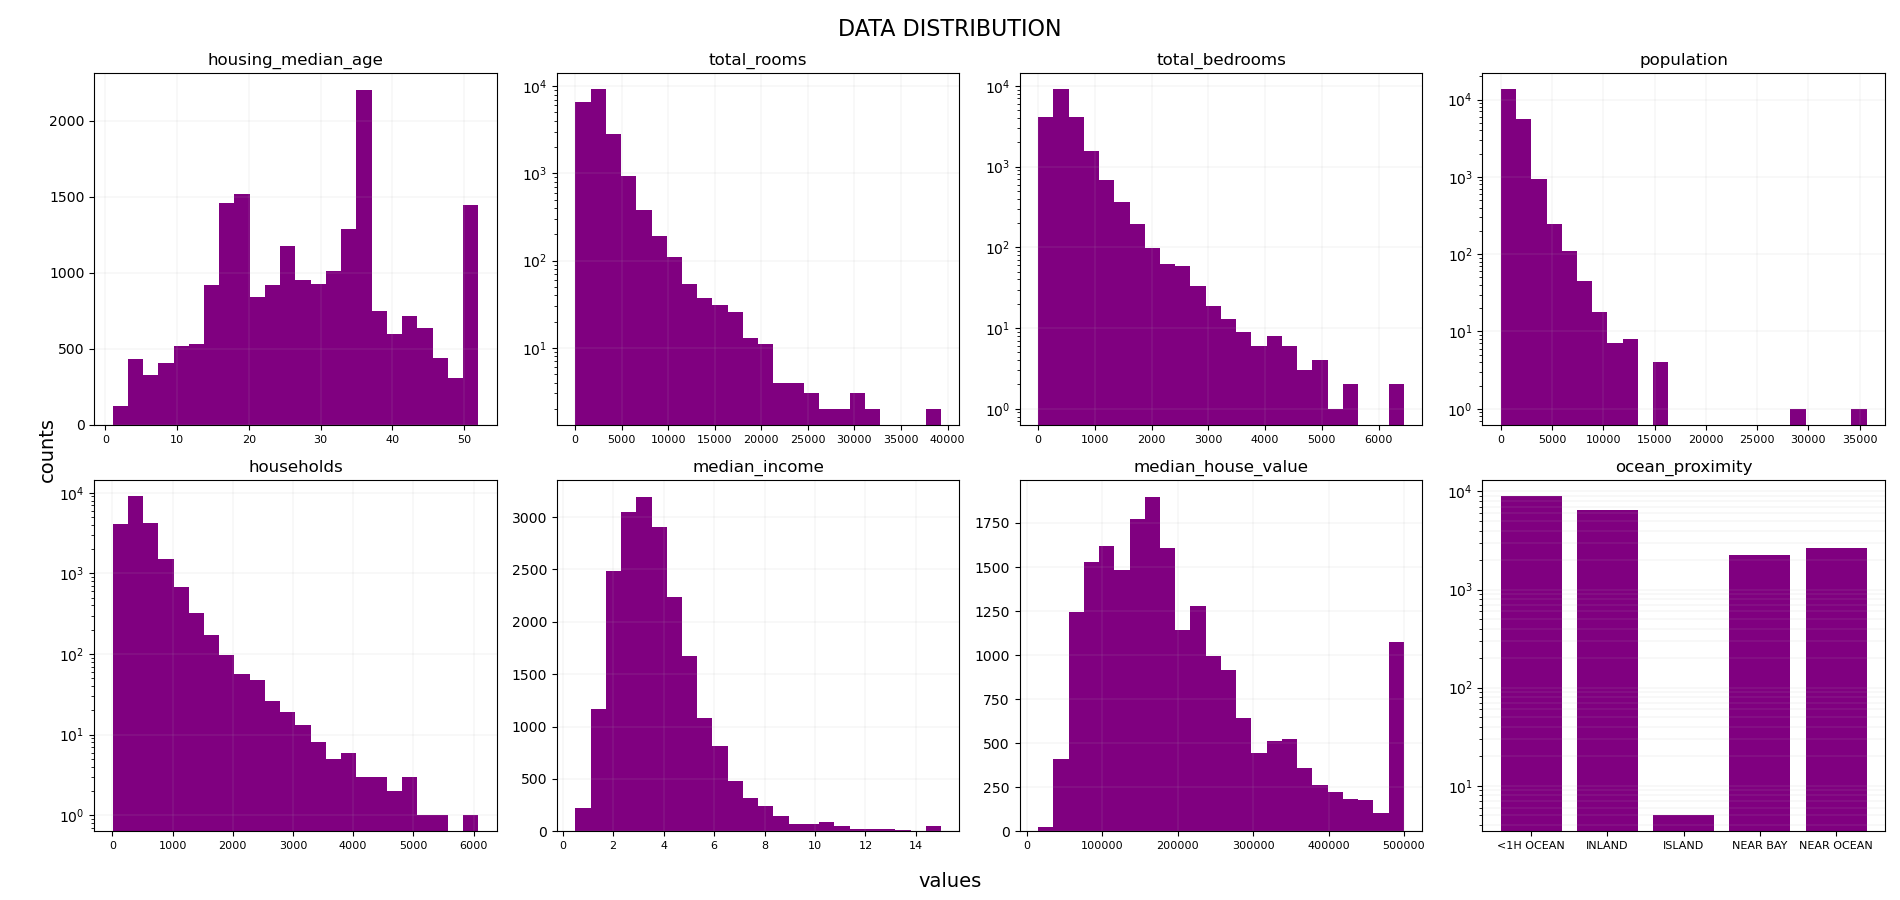 DATA DISTRIBUTION
housing_median_age
total_rooms
total_bedrooms
population
2000
1500
1000
500
0
0 10 20 30 40 50
10⁴
10³
10²
10¹
0 5000 10000 15000 20000 25000 30000 35000 40000
10⁴
10³
10²
10¹
10⁰
0 1000 2000 3000 4000 5000 6000
10⁴
10³
10²
10¹
10⁰
0 5000 10000 15000 20000 25000 30000 35000
counts
households
median_income
median_house_value
ocean_proximity
10⁴
10³
10²
10¹
10⁰
0 1000 2000 3000 4000 5000 6000
3000
2500
2000
1500
1000
500
0
0 2 4 6 8 10 12 14
1750
1500
1250
1000
750
500
250
0
0 100000 200000 300000 400000 500000
10⁴
10³
10²
10¹
<1H OCEAN INLAND ISLAND NEAR BAY NEAR OCEAN
values